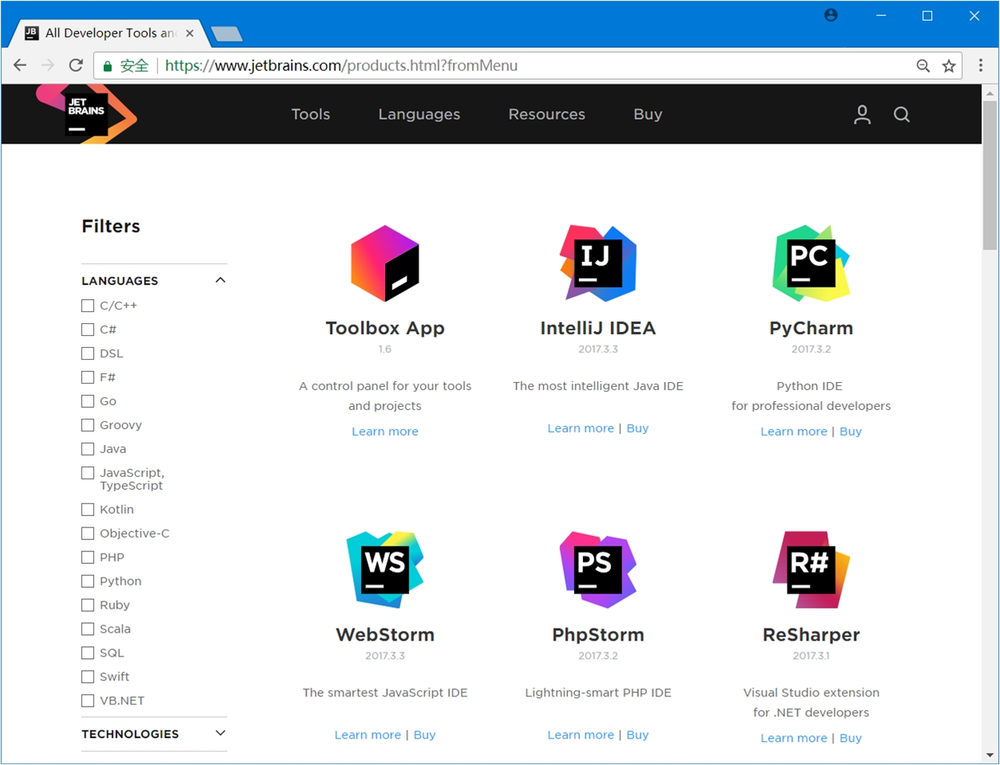 JB
All Developer Tools an
安全 https://www.jetbrains.com/products.html?fromMenu
JET
BRAINS
Tools
Languages
Resources
Buy
Filters
LANGUAGES
C/C++
C#
DSL
F#
Go
Groovy
Java
JavaScript,
TypeScript
Kotlin
Objective-C
PHP
Python
Ruby
Scala
SQL
Swift
VB.NET
TECHNOLOGIES
Toolbox App
1.6
A control panel for your tools
and projects
Learn more
IJ
IntelliJ IDEA
2017.3.3
The most intelligent Java IDE
Learn more | Buy
PC
PyCharm
2017.3.2
Python IDE
for professional developers
Learn more | Buy
WS
WebStorm
2017.3.3
The smartest JavaScript IDE
Learn more | Buy
PS
PhpStorm
2017.3.2
Lightning-smart PHP IDE
Learn more | Buy
R#
ReSharper
2017.3.1
Visual Studio extension
for .NET developers
Learn more | Buy